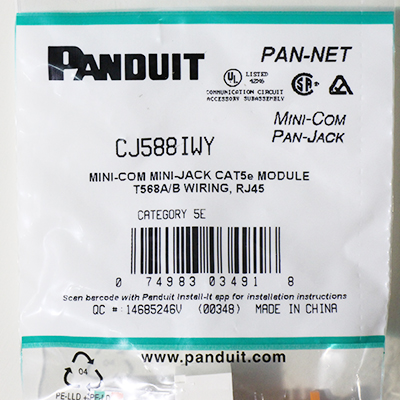 PANDUIT
PAN-NET
UL LISTED
COMMUNICATION CIRCUIT
ACCESSORY SUBASSEMBLY
MINI-COM
PAN-JACK
CJ588IWY
MINI-COM MINI-JACK CAT5e MODULE
T568A/B WIRING, RJ45
CATEGORY 5E
0 74983 03491 8
Scan barcode with Panduit Install-It app for installation instructions
QC #: 14685246V (00348) MADE IN CHINA
www.panduit.com
04